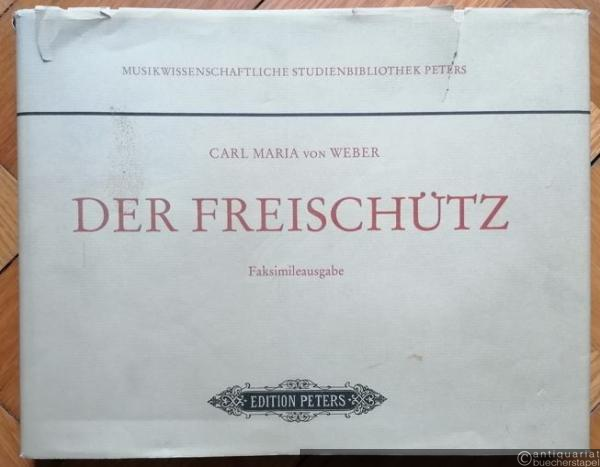 MUSIKWISSENSCHAFTLICHE STUDIENBIBLIOTHEK PETERS
CARL MARIA VON WEBER
DER FREISCHÜTZ
Faksimileausgabe
EDITION PETERS
antiquariat
buecherstapel